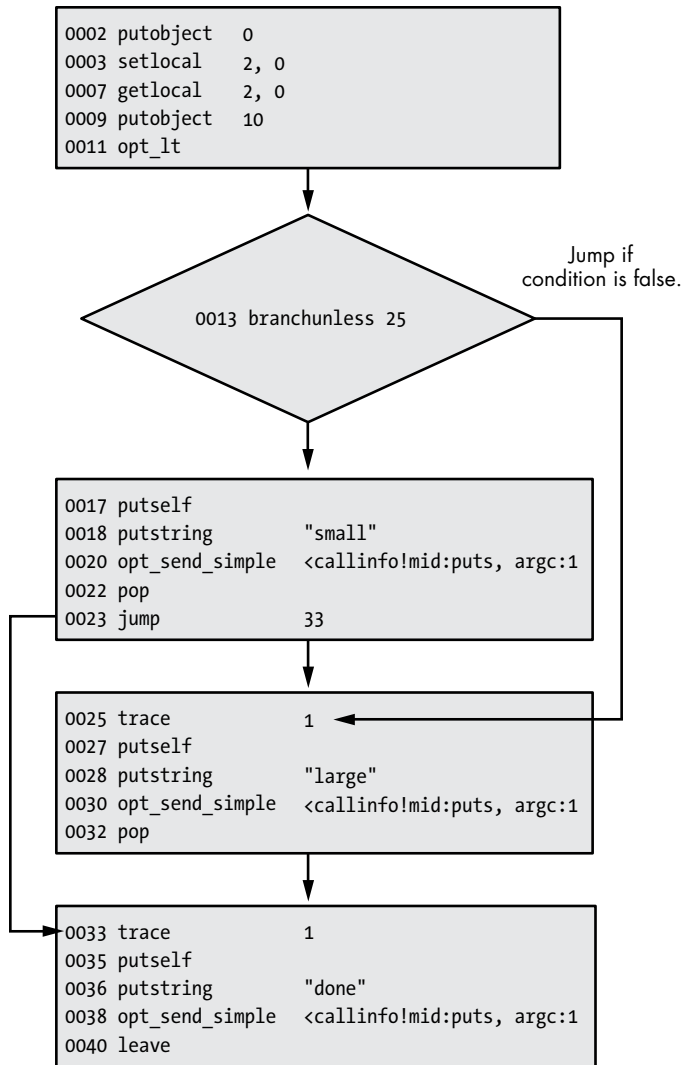 0002 putobject 0
0003 setlocal 2, 0
0007 getlocal 2, 0
0009 putobject 10
0011 opt_lt
Jump if
condition is false.
0013 branchunless 25
0017 putself
0018 putstring "small"
0020 opt_send_simple <callinfo!mid:puts, argc:1
0022 pop
0023 jump 33
0025 trace 1
0027 putself
0028 putstring "large"
0030 opt_send_simple <callinfo!mid:puts, argc:1
0032 pop
0033 trace 1
0035 putself
0036 putstring "done"
0038 opt_send_simple <callinfo!mid:puts, argc:1
0040 leave